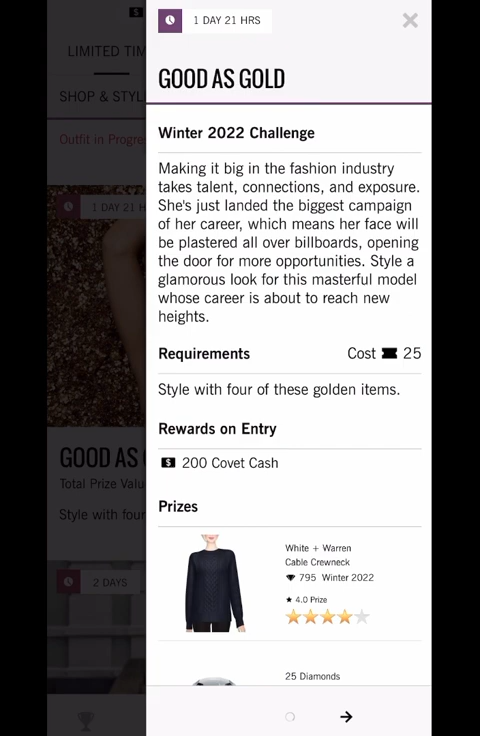 1 DAY 21 HRS
LIMITED TIM
GOOD AS GOLD
SHOP & STYL
Winter 2022 Challenge
Outfit in Progre
Making it big in the fashion industry
takes talent, connections, and exposure.
She's just landed the biggest campaign
of her career, which means her face will
be plastered all over billboards, opening
the door for more opportunities. Style a
glamorous look for this masterful model
whose career is about to reach new
heights.
1 DAY 21 H
Requirements Cost 25
Style with four of these golden items.
Rewards on Entry
200 Covet Cash
GOOD AS
Total Prize Valu
Style with four
Prizes
White + Warren
Cable Crewneck
795 Winter 2022
4.0 Prize
2 DAYS
25 Diamonds